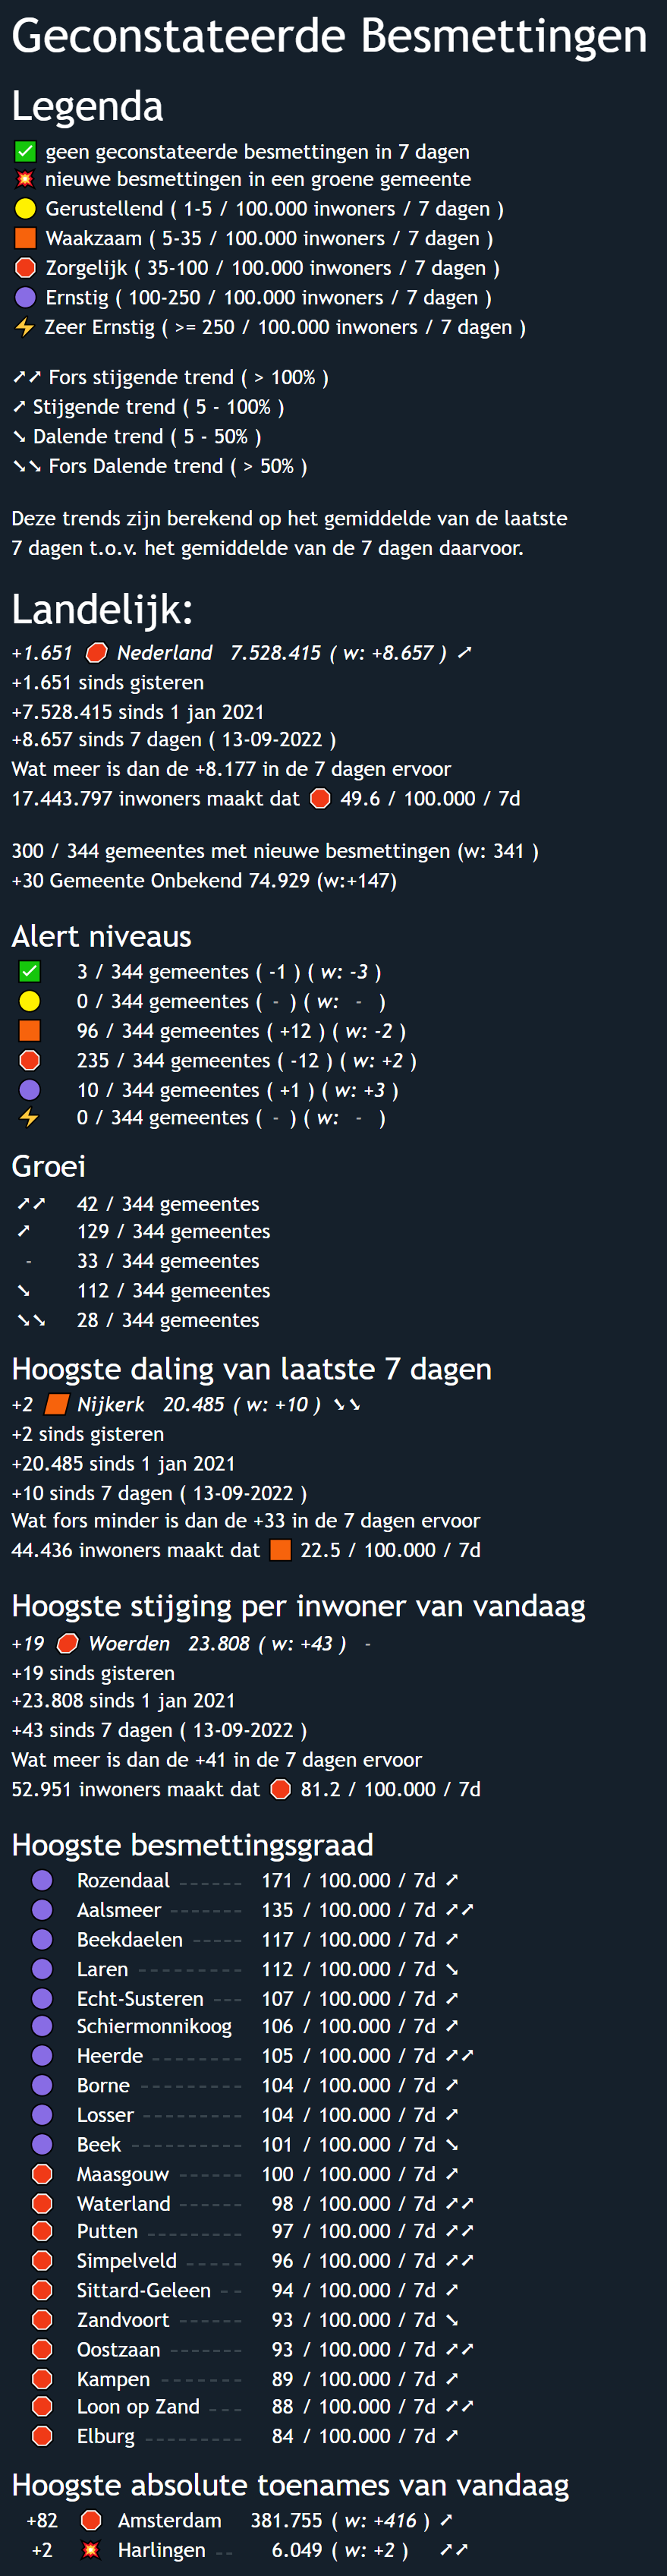 Geconstateerde Besmettingen
Legenda
✅ geen geconstateerde besmettingen in 7 dagen
💥 nieuwe besmettingen in een groene gemeente
🟡 Gerustellend ( 1-5 / 100.000 inwoners / 7 dagen )
🟧 Waakzaam ( 5-35 / 100.000 inwoners / 7 dagen )
🛑 Zorgelijk ( 35-100 / 100.000 inwoners / 7 dagen )
🟣 Ernstig ( 100-250 / 100.000 inwoners / 7 dagen )
⚡ Zeer Ernstig ( >= 250 / 100.000 inwoners / 7 dagen )
➚➚ Fors stijgende trend ( > 100% )
➚ Stijgende trend ( 5 - 100% )
➘ Dalende trend ( 5 - 50% )
➘➘ Fors Dalende trend ( > 50% )
Deze trends zijn berekend op het gemiddelde van de laatste
7 dagen t.o.v. het gemiddelde van de 7 dagen daarvoor.
Landelijk:
+1.651 🛑 Nederland 7.528.415 ( w: +8.657 ) ➚
+1.651 sinds gisteren
+7.528.415 sinds 1 jan 2021
+8.657 sinds 7 dagen ( 13-09-2022 )
Wat meer is dan de +8.177 in de 7 dagen ervoor
17.443.797 inwoners maakt dat 🛑 49.6 / 100.000 / 7d
300 / 344 gemeentes met nieuwe besmettingen (w: 341 )
+30 Gemeente Onbekend 74.929 (w:+147)
Alert niveaus
✅ 3 / 344 gemeentes ( -1 ) ( w: -3 )
🟡 0 / 344 gemeentes ( - ) ( w: - )
🟧 96 / 344 gemeentes ( +12 ) ( w: -2 )
🛑 235 / 344 gemeentes ( -12 ) ( w: +2 )
🟣 10 / 344 gemeentes ( +1 ) ( w: +3 )
⚡ 0 / 344 gemeentes ( - ) ( w: - )
Groei
➚➚ 42 / 344 gemeentes
➚ 129 / 344 gemeentes
- 33 / 344 gemeentes
➘ 112 / 344 gemeentes
➘➘ 28 / 344 gemeentes
Hoogste daling van laatste 7 dagen
+2 🟧 Nijkerk 20.485 ( w: +10 ) ➘➘
+2 sinds gisteren
+20.485 sinds 1 jan 2021
+10 sinds 7 dagen ( 13-09-2022 )
Wat fors minder is dan de +33 in de 7 dagen ervoor
44.436 inwoners maakt dat 🟧 22.5 / 100.000 / 7d
Hoogste stijging per inwoner van vandaag
+19 🛑 Woerden 23.808 ( w: +43 ) -
+19 sinds gisteren
+23.808 sinds 1 jan 2021
+43 sinds 7 dagen ( 13-09-2022 )
Wat meer is dan de +41 in de 7 dagen ervoor
52.951 inwoners maakt dat 🛑 81.2 / 100.000 / 7d
Hoogste besmettingsgraad
🟣 Rozendaal ------ 171 / 100.000 / 7d ➚
🟣 Aalsmeer ------- 135 / 100.000 / 7d ➚➚
🟣 Beekdaelen ----- 117 / 100.000 / 7d ➚
🟣 Laren ---------- 112 / 100.000 / 7d ➘
🟣 Echt-Susteren --- 107 / 100.000 / 7d ➚
🟣 Schiermonnikoog 106 / 100.000 / 7d ➚
🟣 Heerde -------- 105 / 100.000 / 7d ➚➚
🟣 Borne ---------- 104 / 100.000 / 7d ➚
🟣 Losser --------- 104 / 100.000 / 7d ➚
🟣 Beek ----------- 101 / 100.000 / 7d ➘
🛑 Maasgouw ------ 100 / 100.000 / 7d ➚
🛑 Waterland ------ 98 / 100.000 / 7d ➚➚
🛑 Putten --------- 97 / 100.000 / 7d ➚➚
🛑 Simpelveld ----- 96 / 100.000 / 7d ➚➚
🛑 Sittard-Geleen -- 94 / 100.000 / 7d ➚
🛑 Zandvoort ------ 93 / 100.000 / 7d ➘
🛑 Oostzaan ------- 93 / 100.000 / 7d ➚➚
🛑 Kampen -------- 89 / 100.000 / 7d ➚
🛑 Loon op Zand --- 88 / 100.000 / 7d ➚➚
🛑 Elburg --------- 84 / 100.000 / 7d ➚
Hoogste absolute toenames van vandaag
+82 🛑 Amsterdam 381.755 ( w: +416 ) ➚
+2 💥 Harlingen -- 6.049 ( w: +2 ) ➚➚